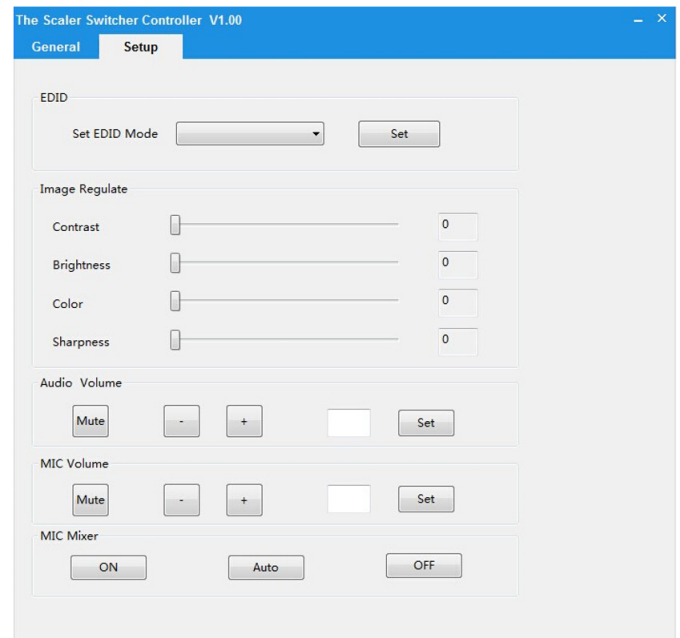 The Scaler Switcher Controller V1.00
General Setup
EDID
Set EDID Mode Set
Image Regulate
Contrast 0
Brightness 0
Color 0
Sharpness 0
Audio Volume
Mute - + Set
MIC Volume
Mute - + Set
MIC Mixer
ON Auto OFF